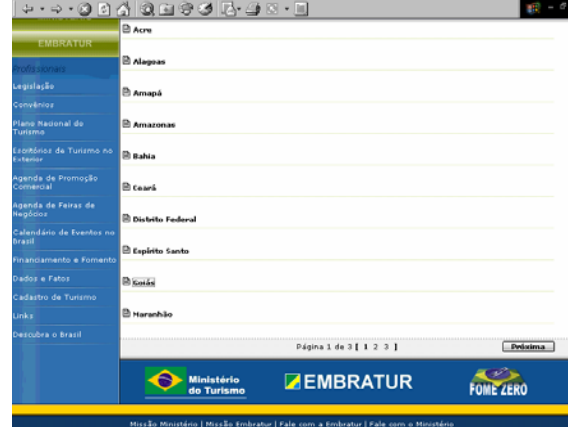 EMBRATUR
Profissionais
Legislação
Convênios
Plano Nacional do
Turismo
Escritórios de Turismo no
Exterior
Agenda de Promoção
Comercial
Agenda de Feiras de
Negócios
Calendário de Eventos no
Brasil
Financiamento e Fomento
Dados e Fatos
Cadastro de Turismo
Links
Descubra o Brasil
Acre
Alagoas
Amapá
Amazonas
Bahia
Ceará
Distrito Federal
Espírito Santo
Goiás
Maranhão
Página 1 de 3 [ 1 2 3 ]
Próxima
Ministério
do Turismo
EMBRATUR
FOME ZERO
Missão Ministério | Missão Embratur | Fale com a Embratur | Fale com o Ministério